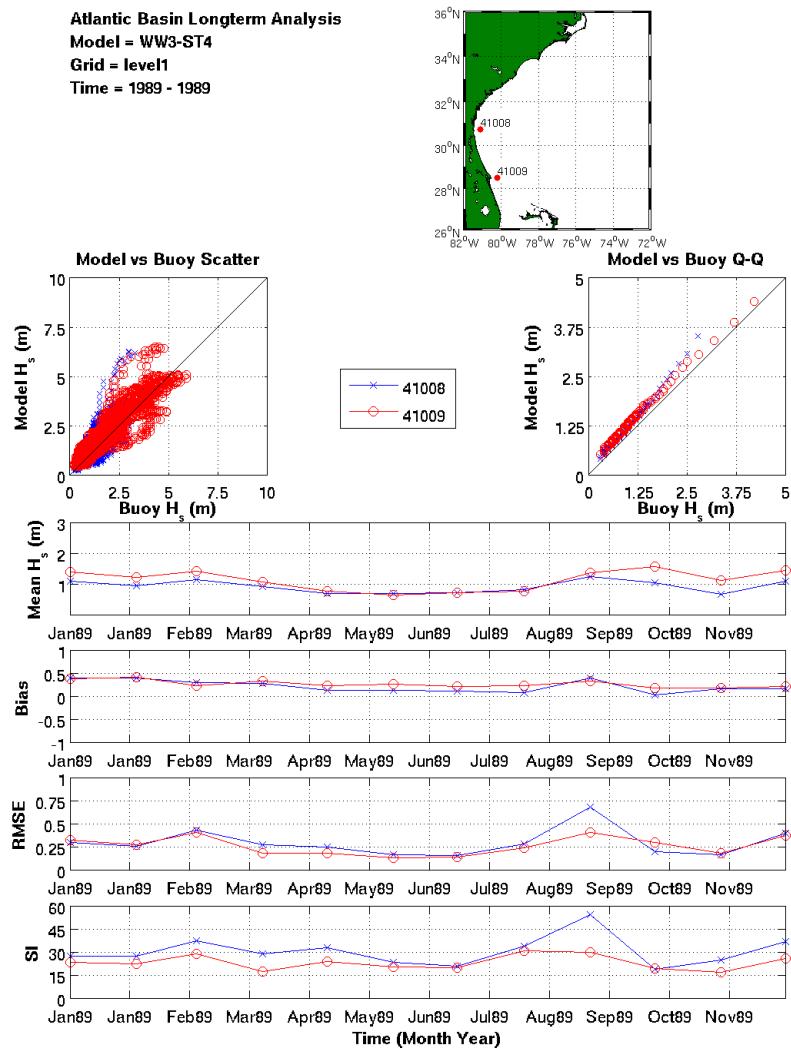 Atlantic Basin Longterm Analysis
Model = WW3-ST4
Grid = level1
Time = 1989 - 1989
36°N
34°N
32°N
30°N
28°N
26°N
41008
41009
82°W 80°W 78°W 76°W 74°W 72°W
Model vs Buoy Scatter
Model Hs (m)
10
7.5
5
2.5
0
0 2.5 5 7.5 10
Buoy Hs (m)
41008
41009
Model vs Buoy Q-Q
Model Hs (m)
5
3.75
2.5
1.25
0
0 1.25 2.5 3.75 5
Buoy Hs (m)
Mean Hs (m)
3
2
1
Jan89 Jan89 Feb89 Mar89 Apr89 May89 Jun89 Jul89 Aug89 Sep89 Oct89 Nov89
Bias
1
0.5
0
-0.5
-1
Jan89 Jan89 Feb89 Mar89 Apr89 May89 Jun89 Jul89 Aug89 Sep89 Oct89 Nov89
RMSE
1
0.75
0.5
0.25
0
Jan89 Jan89 Feb89 Mar89 Apr89 May89 Jun89 Jul89 Aug89 Sep89 Oct89 Nov89
SI
60
45
30
15
0
Jan89 Jan89 Feb89 Mar89 Apr89 May89 Jun89 Jul89 Aug89 Sep89 Oct89 Nov89
Time (Month Year)